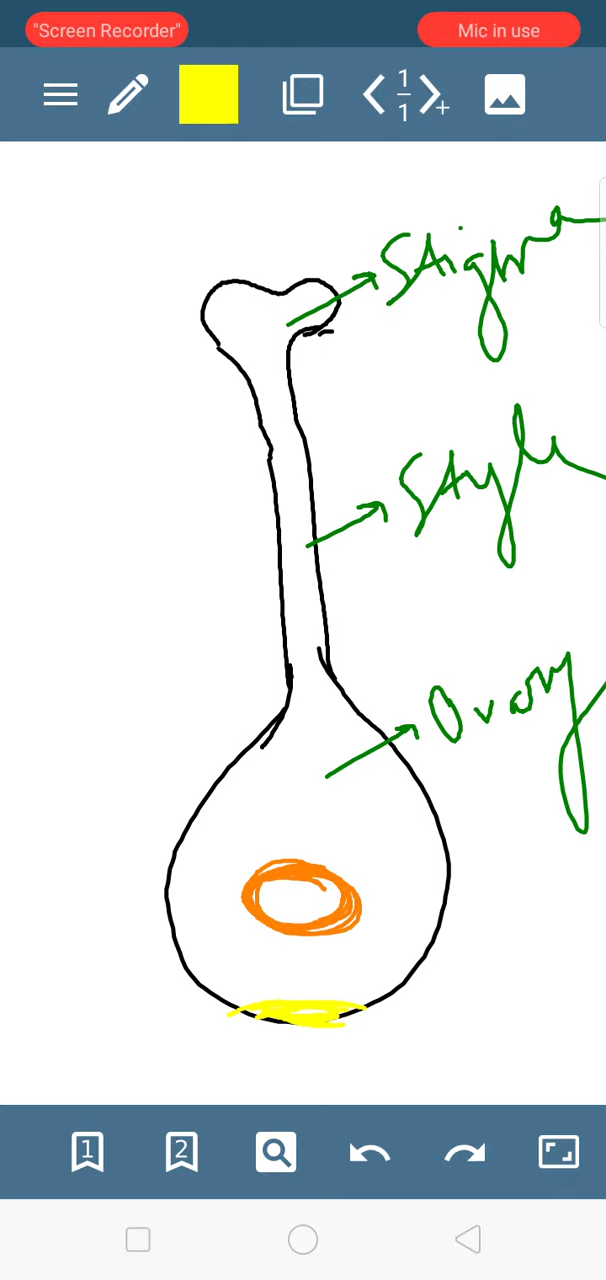 "Screen Recorder"
Mic in use
1
1
Stigma
Style
Ovary
1
2